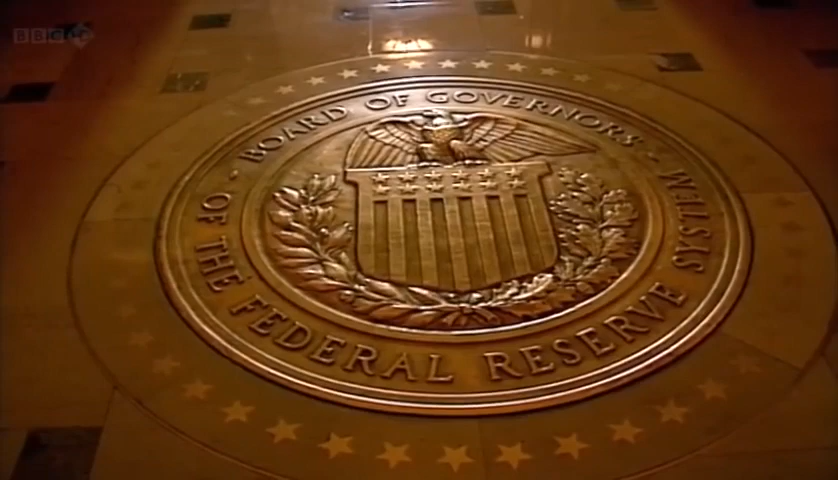 BBC
BOARD OF GOVERNORS
OF THE FEDERAL RESERVE SYSTEM